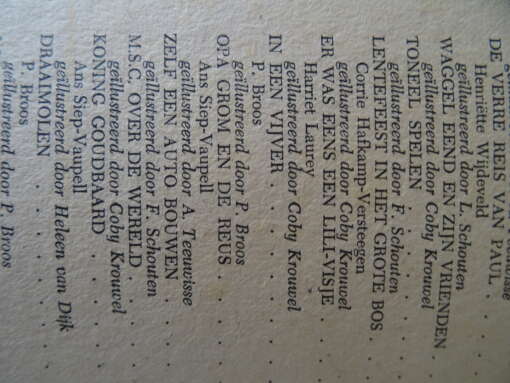 DE VERRE REIS VAN PAUL .
Henriëtte Wijdeveld
geïllustreerd door L. Schouten
WAGGEL EEND EN ZIJN VRIENDEN
geïllustreerd door Coby Krouwel
TONEEL SPELEN . . . . .
geïllustreerd door F. Schouten
LENTEFEEST IN HET GROTE BOS .
Corrie Hafkamp-Versteegen
geïllustreerd door Coby Krouwel
ER WAS EENS EEN LILI-VISJE
Harriet Laurey
geïllustreerd door Coby Krouwel
IN EEN VIJVER . . . . .
P. Broos
geïllustreerd door P. Broos
OPA GROM EN DE REUS . . .
Ans Siep-Vaupell
geïllustreerd door A. Teeuwisse
ZELF EEN AUTO BOUWEN . . .
geïllustreerd door F. Schouten
M.S.C. OVER DE WERELD . . .
geïllustreerd door Coby Krouwel
KONING GOUDBAARD . . . .
Ans Siep-Vaupell
geïllustreerd door Heleen van Dijk
DRAAIMOLEN . . . . . .
P. Broos
geïllustreerd door P. Broos